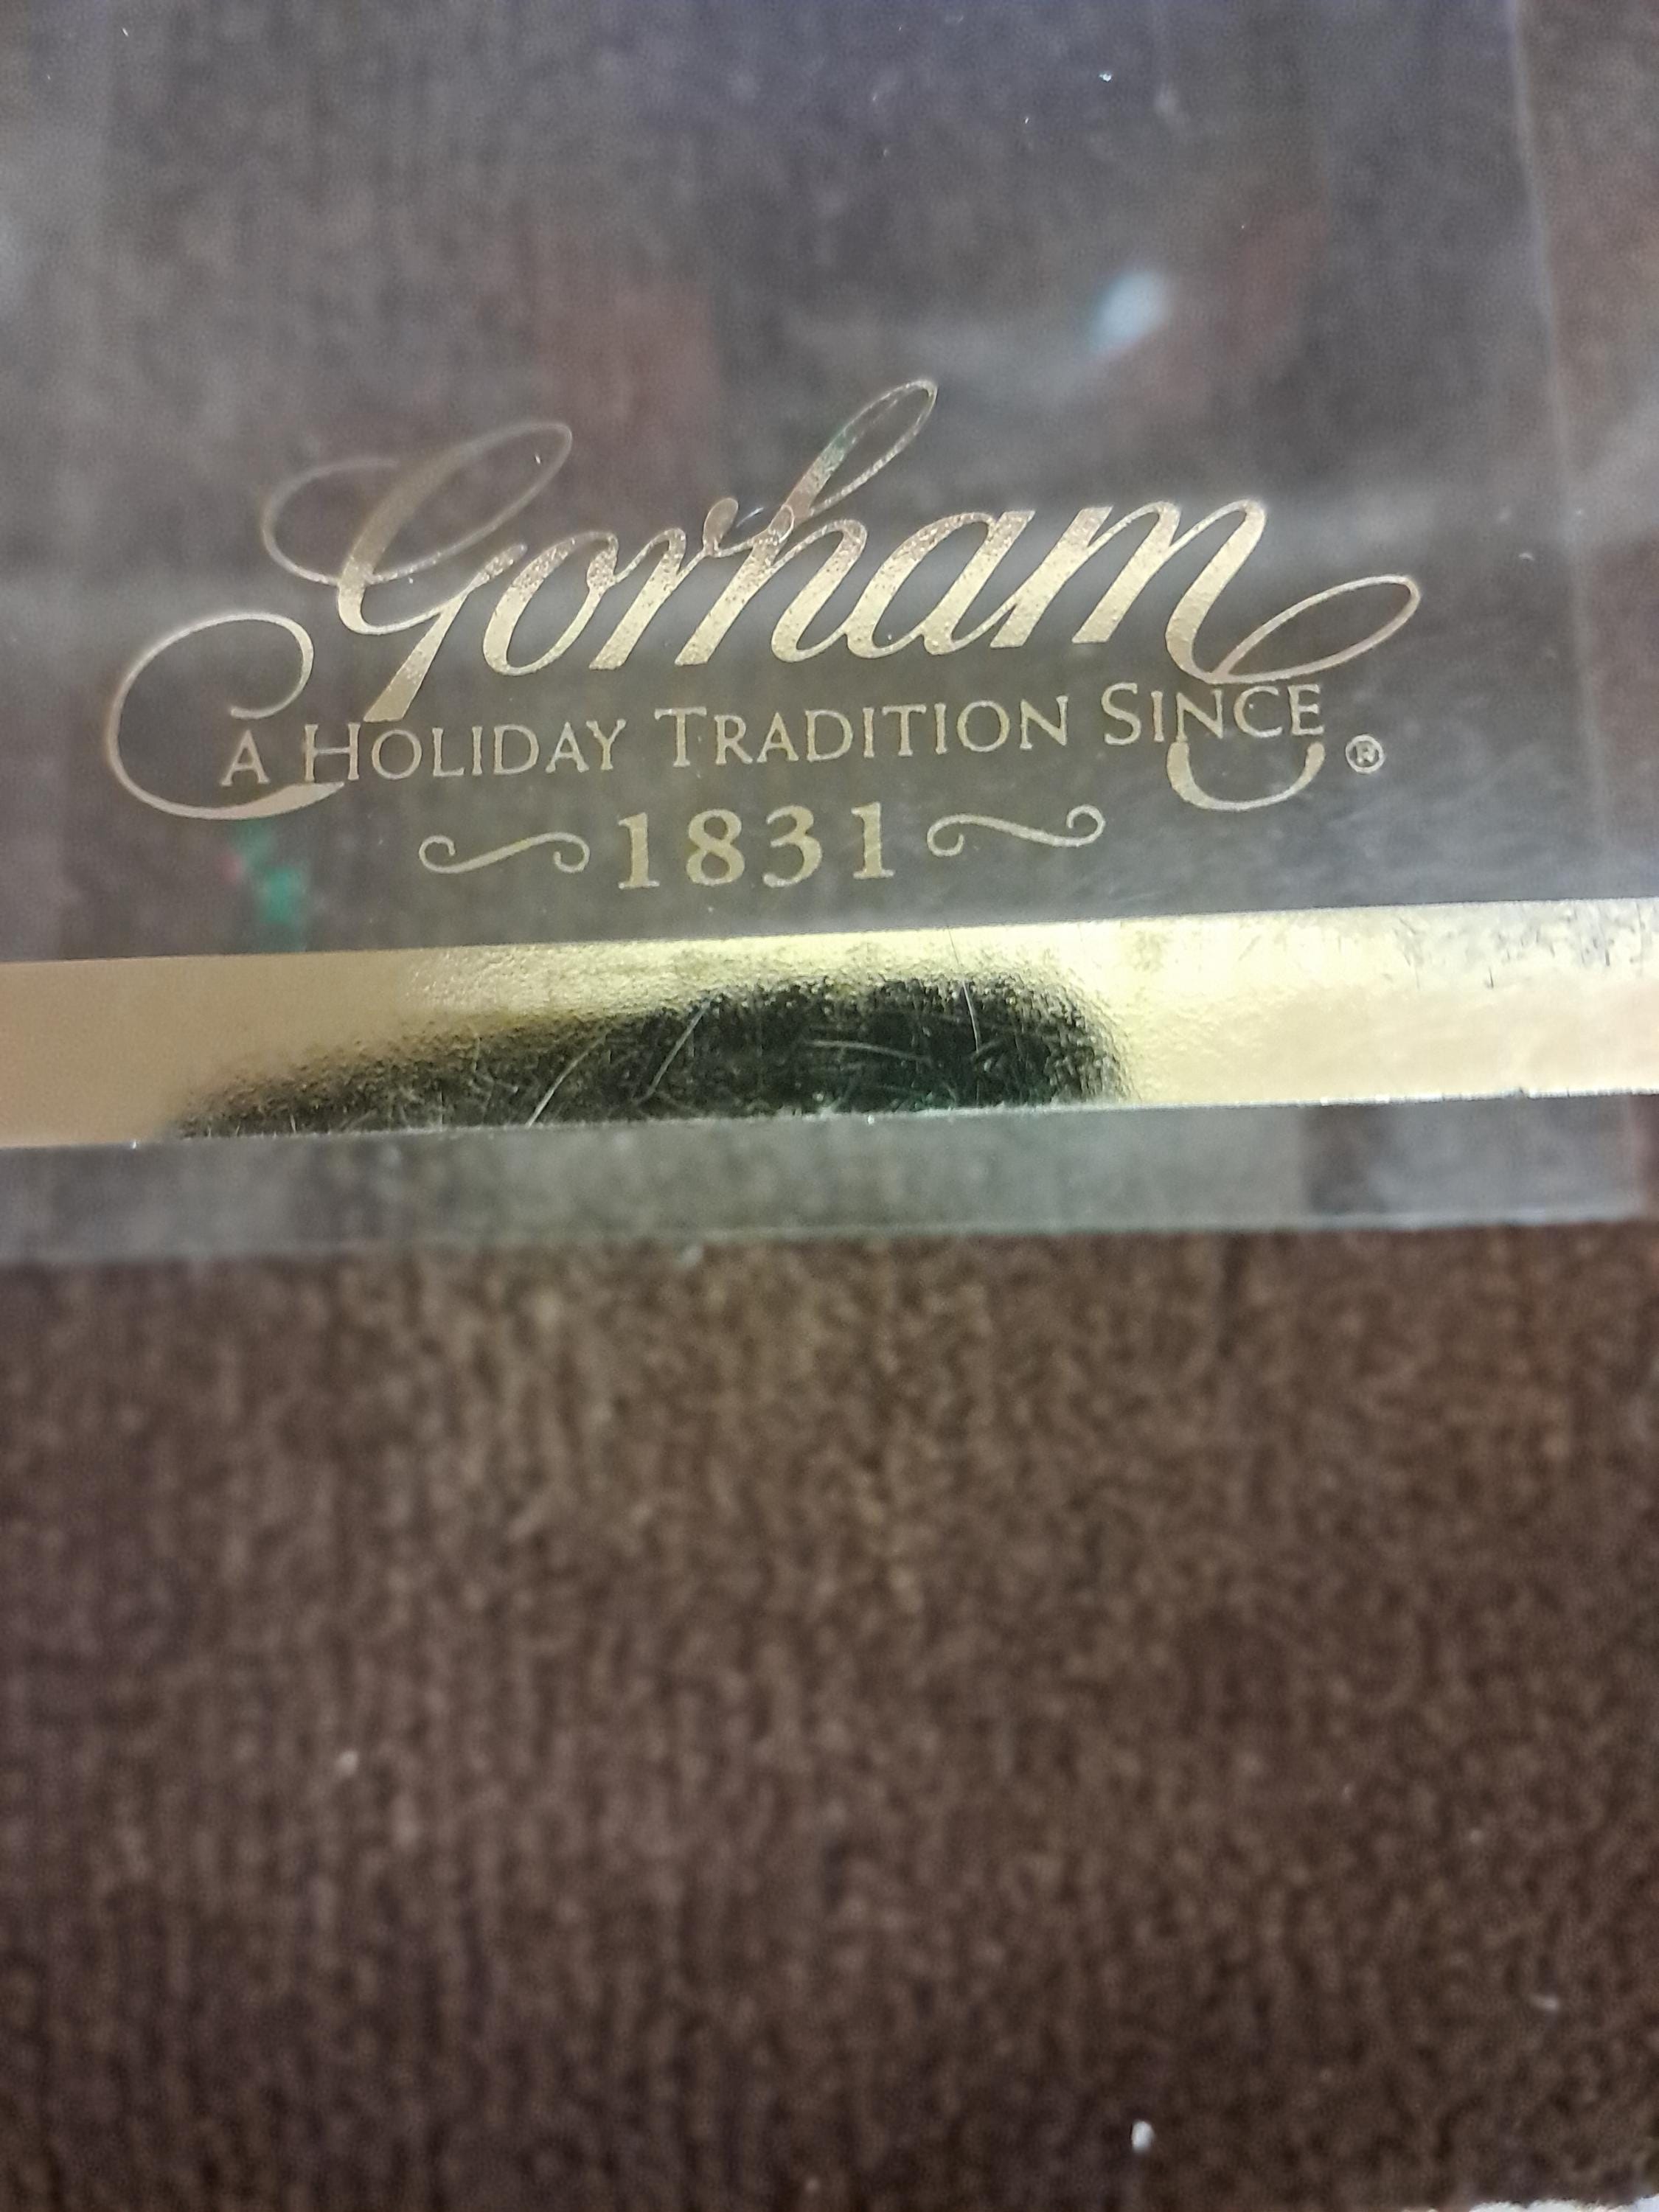 Gorham
A HOLIDAY TRADITION SINCE ®
1831